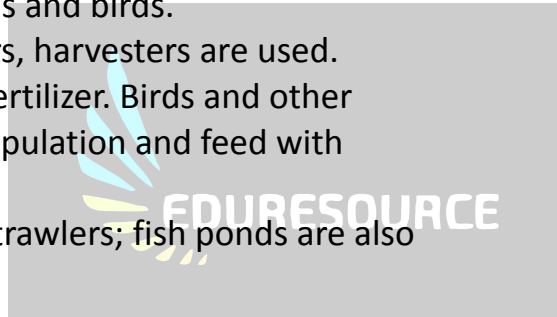 s and birds.
rs, harvesters are used.
ertilizer. Birds and other
pulation and feed with
EDURESOURCE
trawlers; fish ponds are also